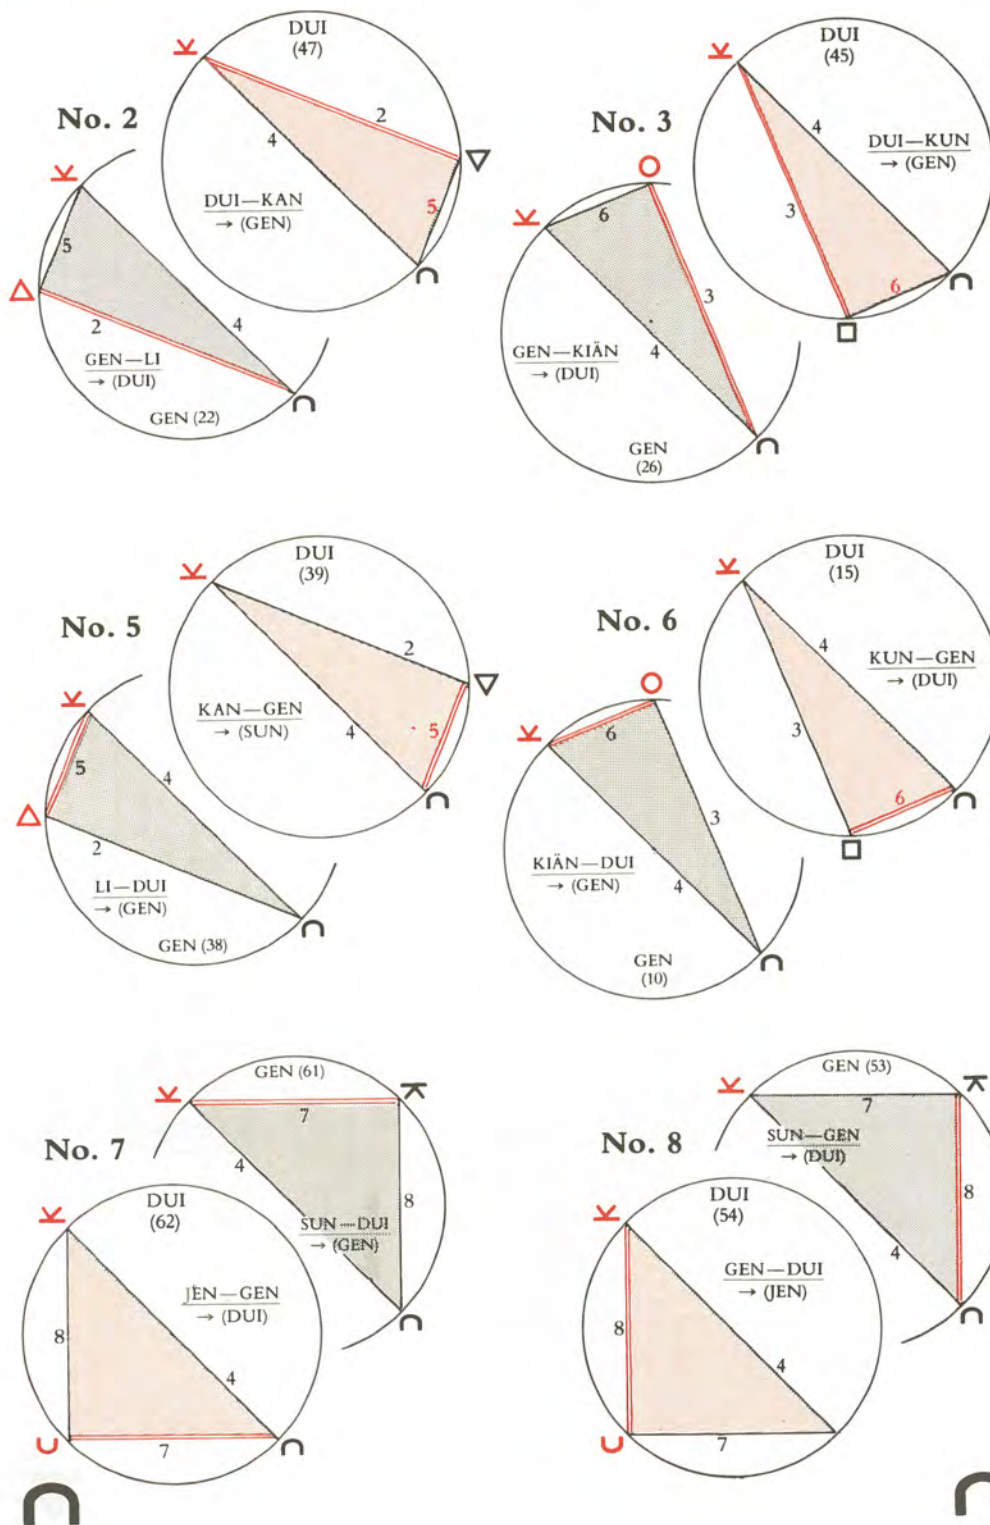 No. 2
DUI
(47)
2
4
5
DUI—KAN
→ (GEN)
5
2
4
GEN—LI
→ (DUI)
GEN (22)
No. 3
DUI
(45)
4
3
6
DUI—KUN
→ (GEN)
6
3
4
GEN—KIÄN
→ (DUI)
GEN
(26)
No. 5
DUI
(39)
2
4
5
KAN—GEN
→ (SUN)
5
4
2
LI—DUI
→ (GEN)
GEN (38)
No. 6
DUI
(15)
4
3
6
KUN—GEN
→ (DUI)
6
3
4
KIÄN—DUI
→ (GEN)
GEN
(10)
No. 7
GEN (61)
7
4
8
SUN—DUI
→ (GEN)
DUI
(62)
8
4
7
JEN—GEN
→ (DUI)
No. 8
GEN (53)
7
SUN—GEN
→ (DUI)
8
4
DUI
(54)
GEN—DUI
→ (JEN)
8
4
7